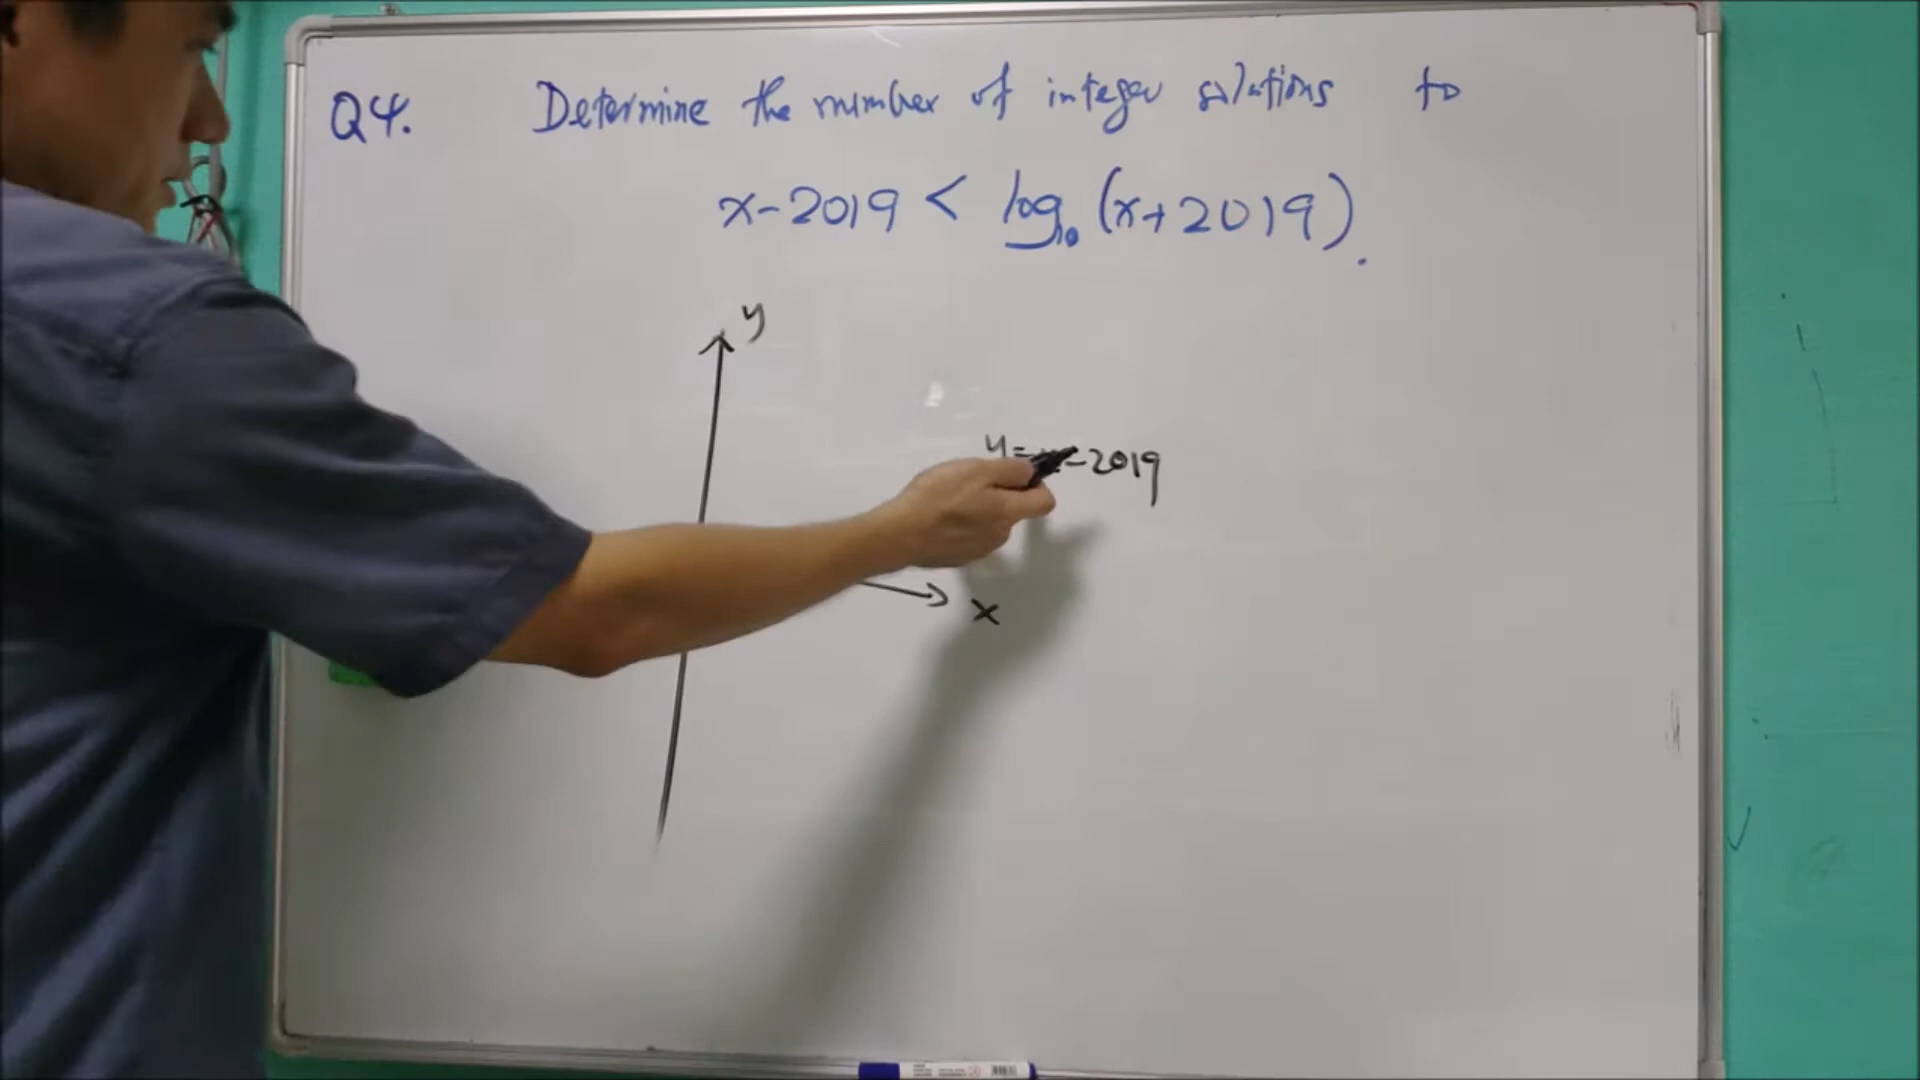 Q4. Determine the number of integer solutions to
x-2019 < log₁₀ (x+2019).
y
y=x-2019
x